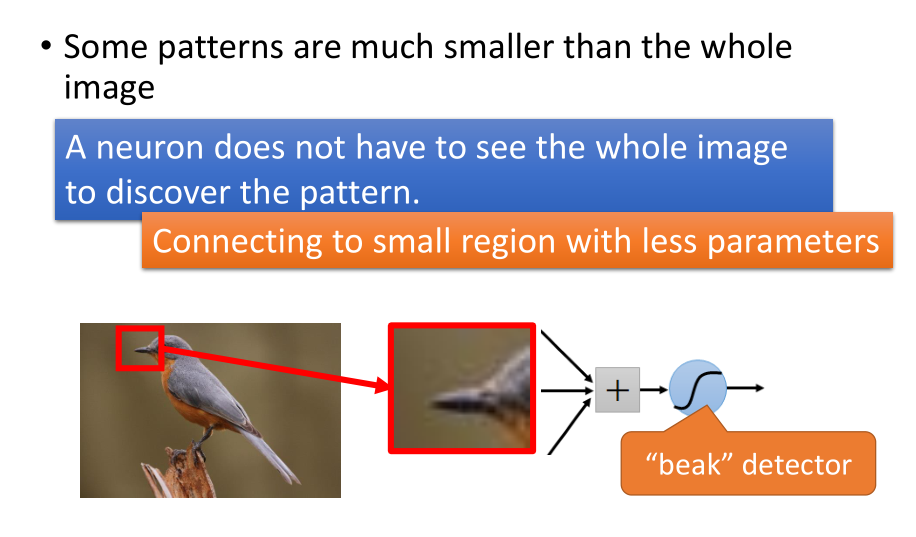 • Some patterns are much smaller than the whole
image
A neuron does not have to see the whole image
to discover the pattern.
Connecting to small region with less parameters
+
“beak” detector